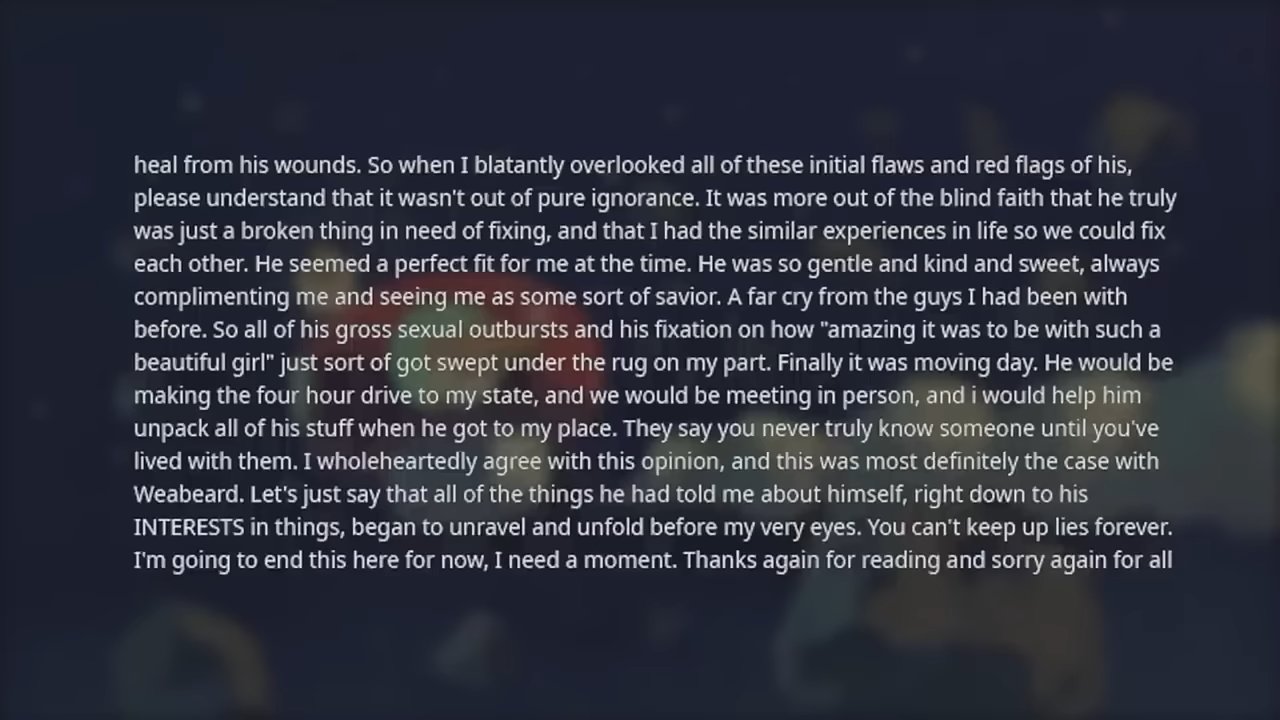 heal from his wounds. So when I blatantly overlooked all of these initial flaws and red flags of his,
please understand that it wasn't out of pure ignorance. It was more out of the blind faith that he truly
was just a broken thing in need of fixing, and that I had the similar experiences in life so we could fix
each other. He seemed a perfect fit for me at the time. He was so gentle and kind and sweet, always
complimenting me and seeing me as some sort of savior. A far cry from the guys I had been with
before. So all of his gross sexual outbursts and his fixation on how "amazing it was to be with such a
beautiful girl" just sort of got swept under the rug on my part. Finally it was moving day. He would be
making the four hour drive to my state, and we would be meeting in person, and i would help him
unpack all of his stuff when he got to my place. They say you never truly know someone until you've
lived with them. I wholeheartedly agree with this opinion, and this was most definitely the case with
Weabeard. Let's just say that all of the things he had told me about himself, right down to his
INTERESTS in things, began to unravel and unfold before my very eyes. You can't keep up lies forever.
I'm going to end this here for now, I need a moment. Thanks again for reading and sorry again for all